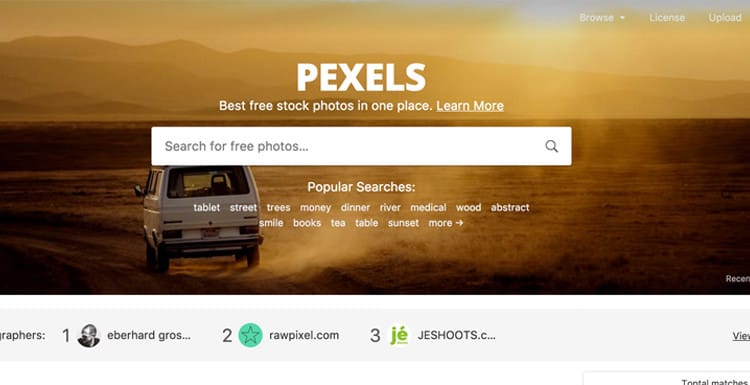 Browse License Upload
PEXELS
Best free stock photos in one place. Learn More
Search for free photos...
Popular Searches:
tablet street trees money dinner river medical wood abstract
smile books tea table sunset more →
Recen
graphers: 1 eberhard gros... 2 rawpixel.com 3 jé JESHOOTS.c... View
Toptal matches